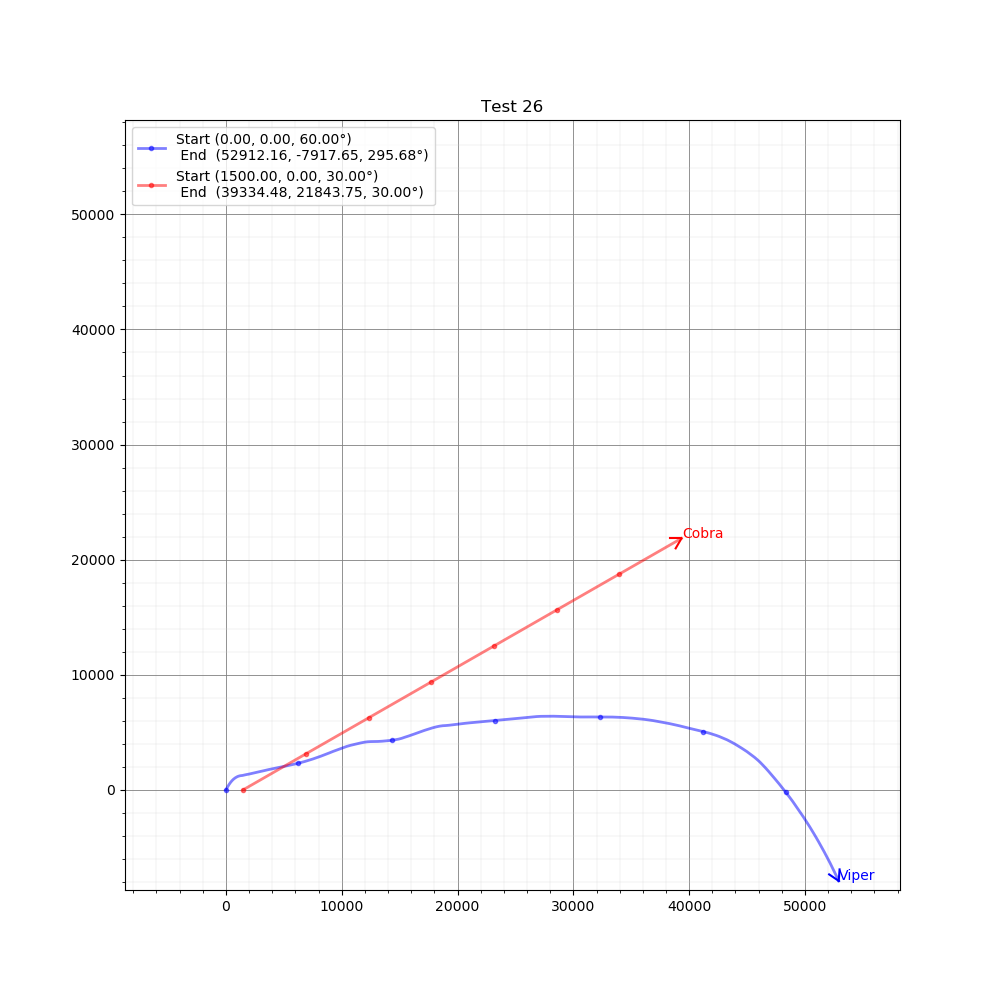 Test 26
Start (0.00, 0.00, 60.00°)
End (52912.16, -7917.65, 295.68°)
Start (1500.00, 0.00, 30.00°)
End (39334.48, 21843.75, 30.00°)
50000
40000
30000
20000
10000
0
Cobra
Viper
0 10000 20000 30000 40000 50000